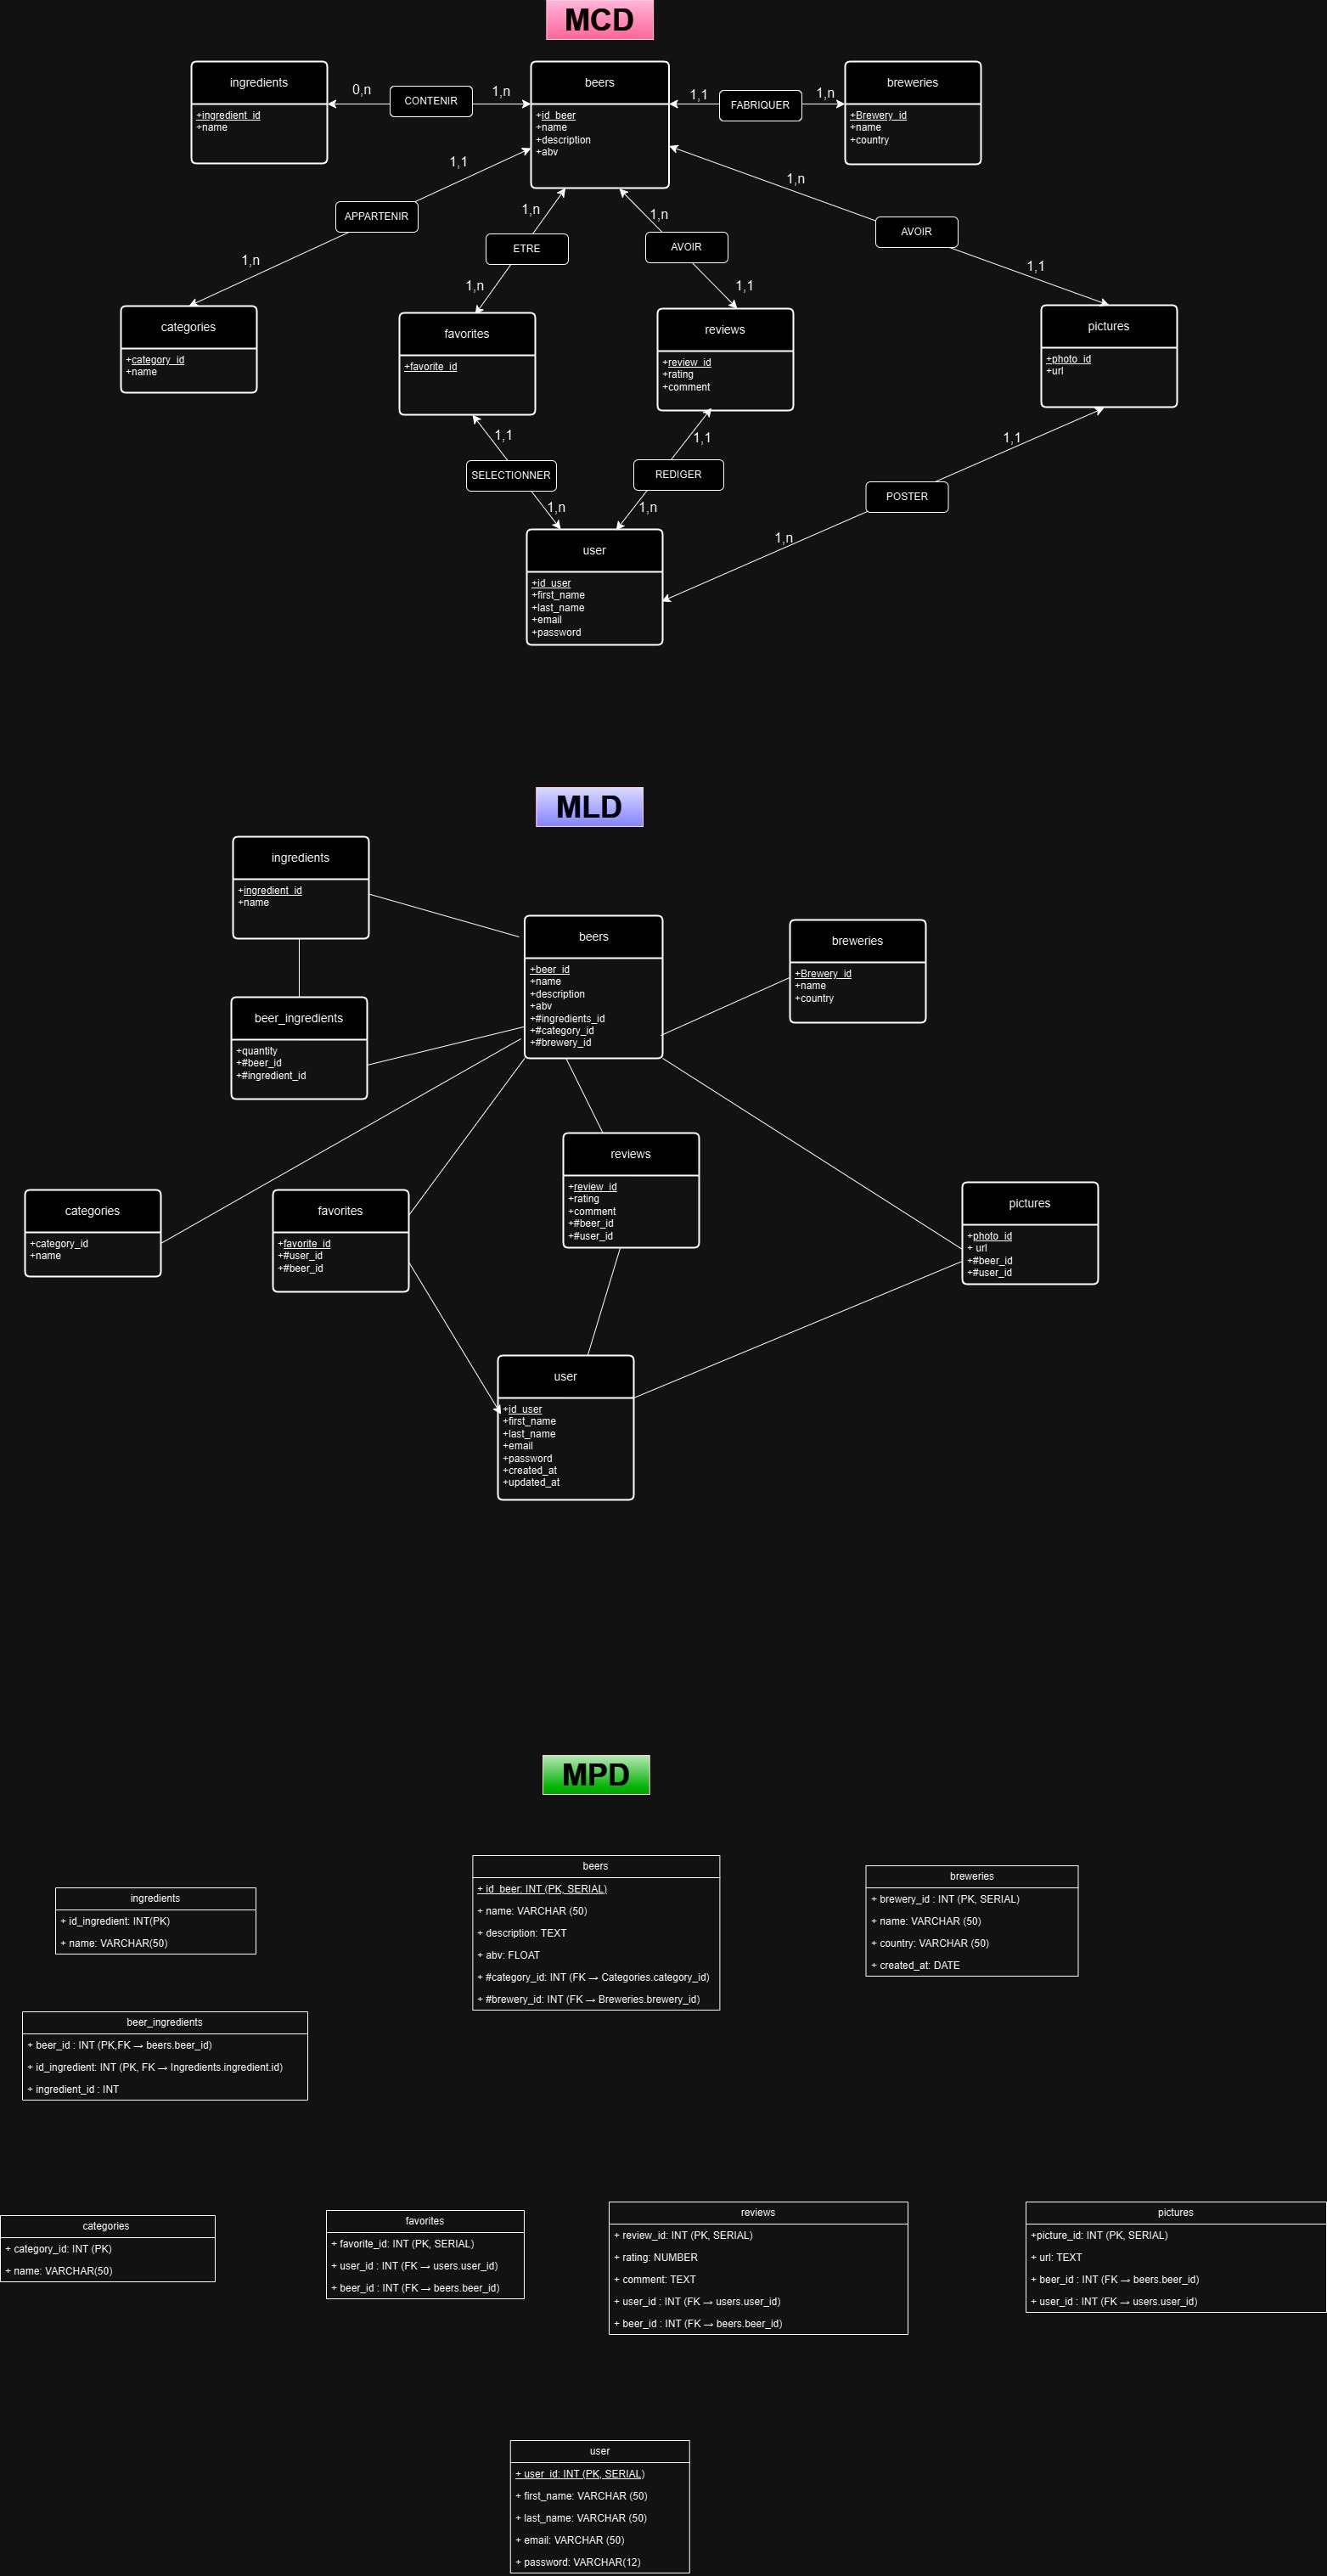 MCD
ingredients
+ingredient_id
+name
0,n
CONTENIR
1,n
beers
+id_beer
+name
+description
+abv
1,1
FABRIQUER
1,n
breweries
+Brewery_id
+name
+country
1,1
APPARTENIR
1,n
1,n
ETRE
1,n
1,n
AVOIR
1,1
1,n
AVOIR
1,1
categories
+category_id
+name
favorites
+favorite_id
reviews
+review_id
+rating
+comment
pictures
+photo_id
+url
1,1
SELECTIONNER
1,n
1,1
REDIGER
1,n
1,1
POSTER
1,n
user
+id_user
+first_name
+last_name
+email
+password
MLD
ingredients
+ingredient_id
+name
beers
+beer_id
+name
+description
+abv
+#ingredients_id
+#category_id
+#brewery_id
breweries
+Brewery_id
+name
+country
beer_ingredients
+quantity
+#beer_id
+#ingredient_id
reviews
+review_id
+rating
+comment
+#beer_id
+#user_id
categories
+category_id
+name
favorites
+favorite_id
+#user_id
+#beer_id
pictures
+photo_id
+ url
+#beer_id
+#user_id
user
+id_user
+first_name
+last_name
+email
+password
+created_at
+updated_at
MPD
ingredients
+ id_ingredient: INT(PK)
+ name: VARCHAR(50)
beers
+ id_beer: INT (PK, SERIAL)
+ name: VARCHAR (50)
+ description: TEXT
+ abv: FLOAT
+ #category_id: INT (FK → Categories.category_id)
+ #brewery_id: INT (FK → Breweries.brewery_id)
breweries
+ brewery_id : INT (PK, SERIAL)
+ name: VARCHAR (50)
+ country: VARCHAR (50)
+ created_at: DATE
beer_ingredients
+ beer_id : INT (PK,FK → beers.beer_id)
+ id_ingredient: INT (PK, FK → Ingredients.ingredient.id)
+ ingredient_id : INT
categories
+ category_id: INT (PK)
+ name: VARCHAR(50)
favorites
+ favorite_id: INT (PK, SERIAL)
+ user_id : INT (FK → users.user_id)
+ beer_id : INT (FK → beers.beer_id)
reviews
+ review_id: INT (PK, SERIAL)
+ rating: NUMBER
+ comment: TEXT
+ user_id : INT (FK → users.user_id)
+ beer_id : INT (FK → beers.beer_id)
pictures
+picture_id: INT (PK, SERIAL)
+ url: TEXT
+ beer_id : INT (FK → beers.beer_id)
+ user_id : INT (FK → users.user_id)
user
+ user_id: INT (PK, SERIAL)
+ first_name: VARCHAR (50)
+ last_name: VARCHAR (50)
+ email: VARCHAR (50)
+ password: VARCHAR(12)